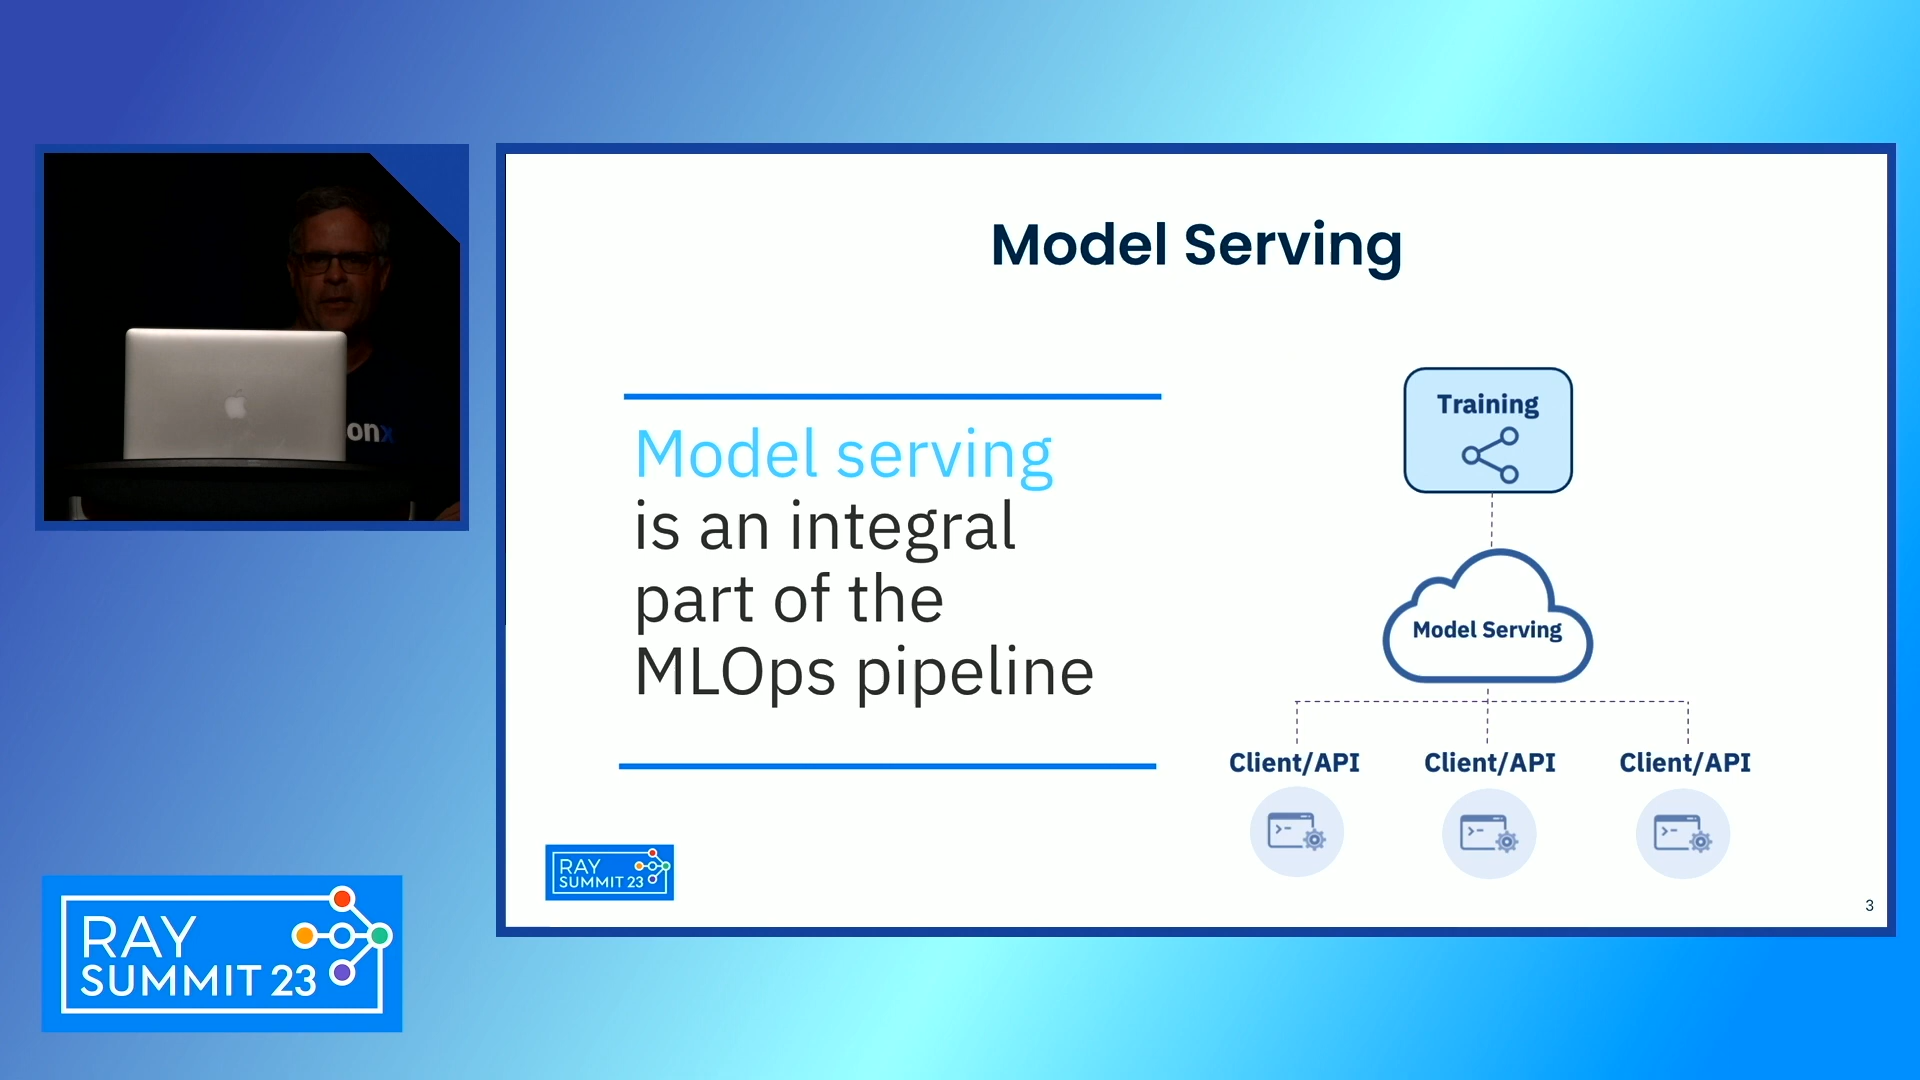 Model Serving
Model serving
is an integral
part of the
MLOps pipeline
Training
Model Serving
Client/API
Client/API
Client/API
RAY
SUMMIT 23
3
onx
RAY
SUMMIT 23